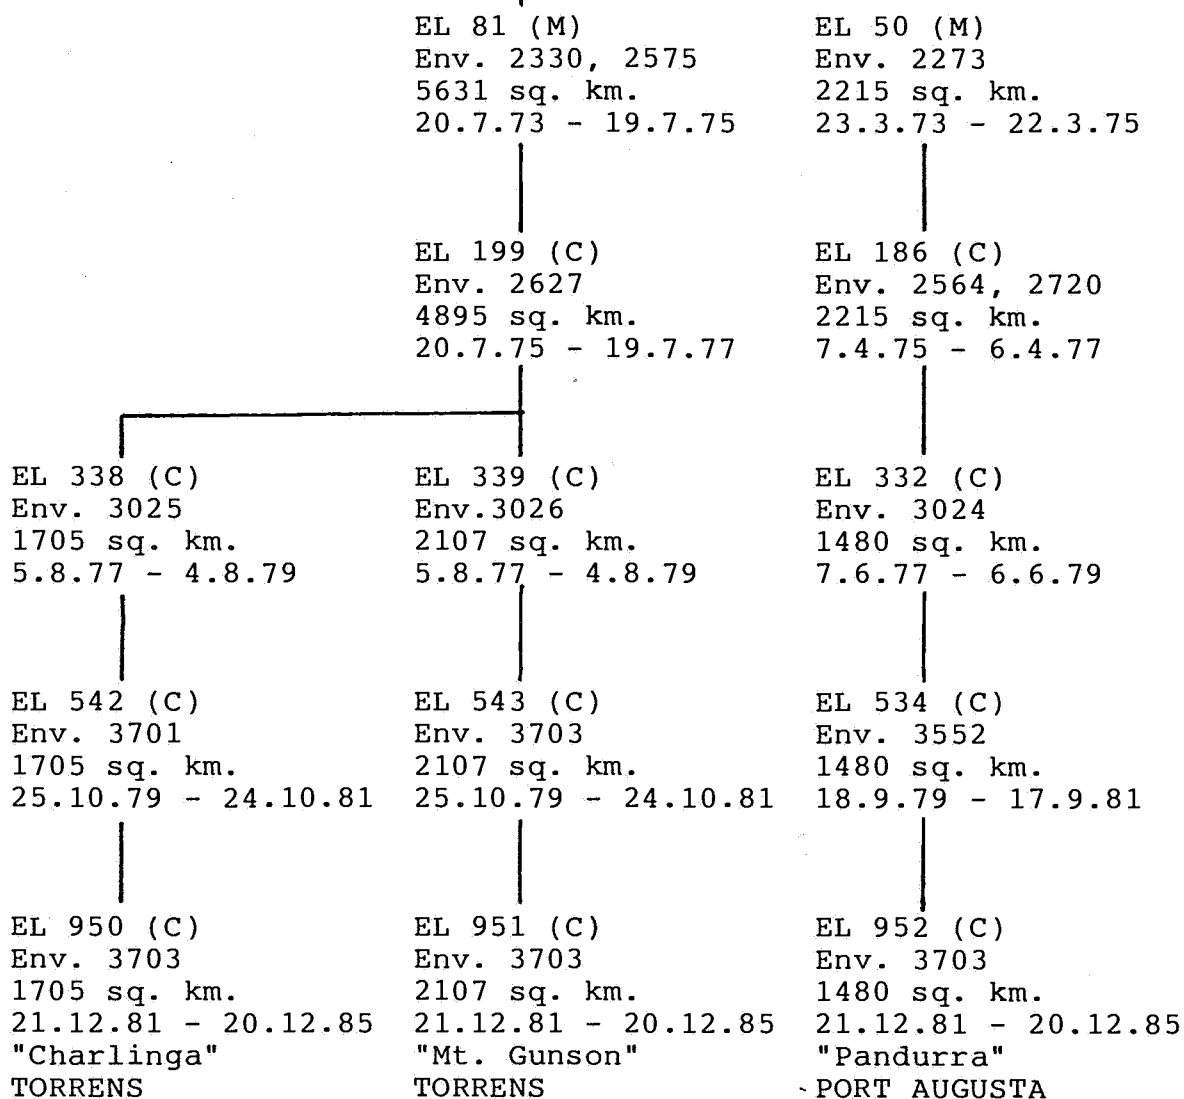 EL 81 (M)
Env. 2330, 2575
5631 sq. km.
20.7.73 - 19.7.75
EL 50 (M)
Env. 2273
2215 sq. km.
23.3.73 - 22.3.75
EL 199 (C)
Env. 2627
4895 sq. km.
20.7.75 - 19.7.77
EL 186 (C)
Env. 2564, 2720
2215 sq. km.
7.4.75 - 6.4.77
EL 338 (C)
Env. 3025
1705 sq. km.
5.8.77 - 4.8.79
EL 339 (C)
Env.3026
2107 sq. km.
5.8.77 - 4.8.79
EL 332 (C)
Env. 3024
1480 sq. km.
7.6.77 - 6.6.79
EL 542 (C)
Env. 3701
1705 sq. km.
25.10.79 - 24.10.81
EL 543 (C)
Env. 3703
2107 sq. km.
25.10.79 - 24.10.81
EL 534 (C)
Env. 3552
1480 sq. km.
18.9.79 - 17.9.81
EL 950 (C)
Env. 3703
1705 sq. km.
21.12.81 - 20.12.85
"Charlinga"
TORRENS
EL 951 (C)
Env. 3703
2107 sq. km.
21.12.81 - 20.12.85
"Mt. Gunson"
TORRENS
EL 952 (C)
Env. 3703
1480 sq. km.
21.12.81 - 20.12.85
"Pandurra"
PORT AUGUSTA